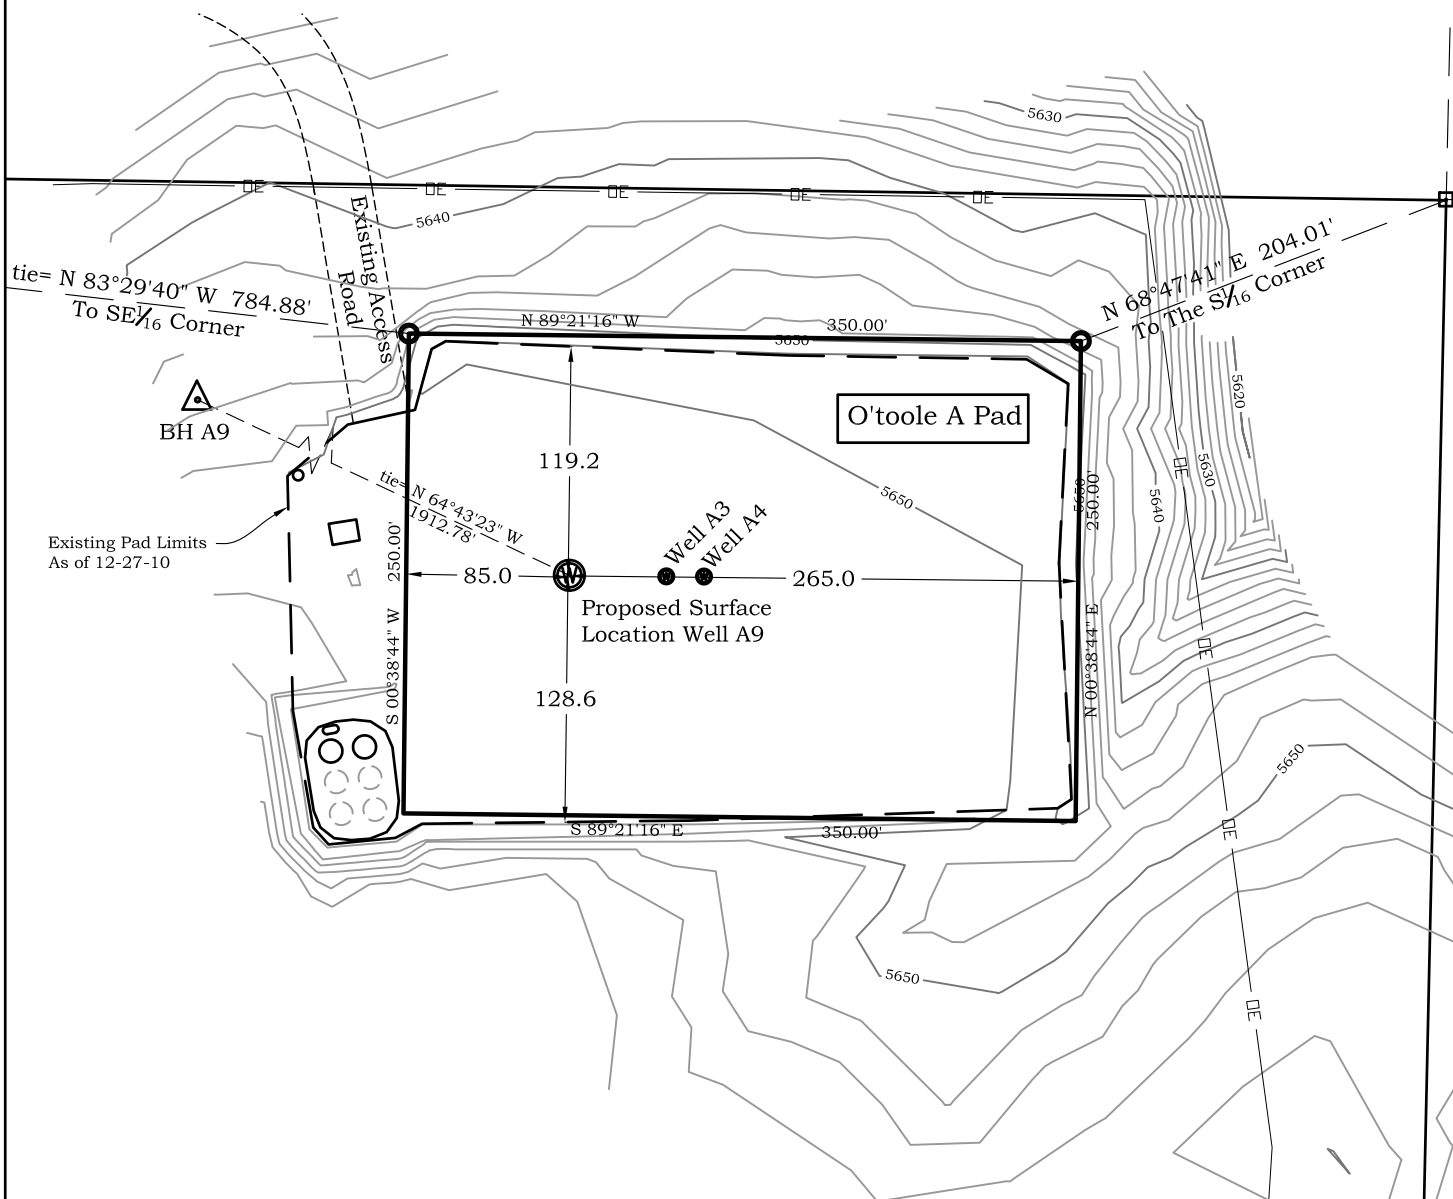 5630
5640
Existing Access
Road
tie= N 83°29'40" W 784.88'
To SE 1/16 Corner
N 68°47'41" E 204.01'
To The S 1/16 Corner
N 89°21'16" W 350.00'
5650
5620
O'toole A Pad
BH A9
119.2
5650
5650
250.00'
5630
5640
tie= N 64°43'23" W
1912.78'
Well A3
Well A4
Existing Pad Limits
As of 12-27-10
250.00'
85.0
265.0
Proposed Surface
Location Well A9
W
S 00°38'44" W
N 00°38'44" E
128.6
5650
S 89°21'16" E 350.00'
5650